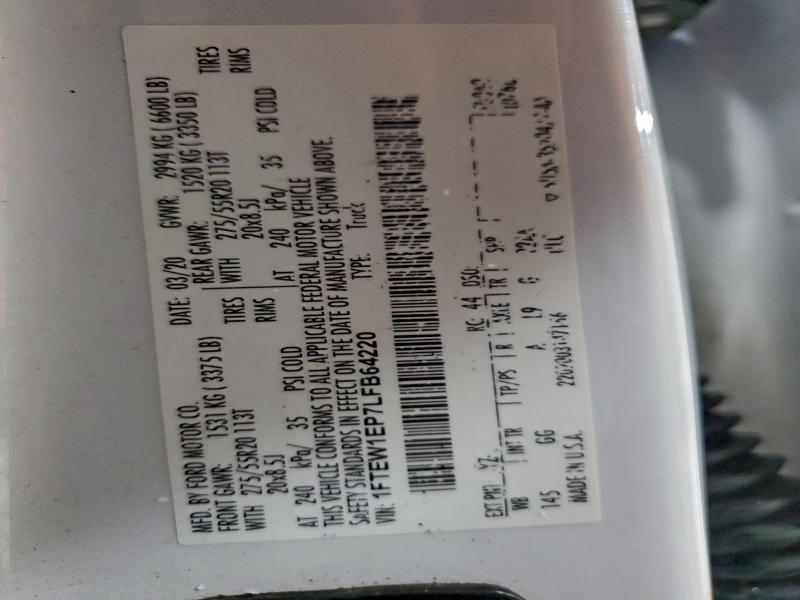 MFD. BY FORD MOTOR CO.
DATE: 03/20 GVWR: 2994 KG ( 6600 LB)
FRONT GAWR: 1531 KG ( 3375 LB) REAR GAWR: 1520 KG ( 3350 LB)
WITH 275/55R20 113T TIRES WITH 275/55R20 113T TIRES
20x8.5J RIMS 20x8.5J RIMS
AT 240 kPa/ 35 PSI COLD AT 240 kPa/ 35 PSI COLD
THIS VEHICLE CONFORMS TO ALL APPLICABLE FEDERAL MOTOR VEHICLE
SAFETY STANDARDS IN EFFECT ON THE DATE OF MANUFACTURE SHOWN ABOVE.
VIN: 1FTEW1EP7LFB64220 TYPE: Truck
EXT PNT: YZ RC: 44 DSO:
WB INT TR TP/PS R AXLE TR SPR
145 GG A L9 G
MADE IN U.S.A.